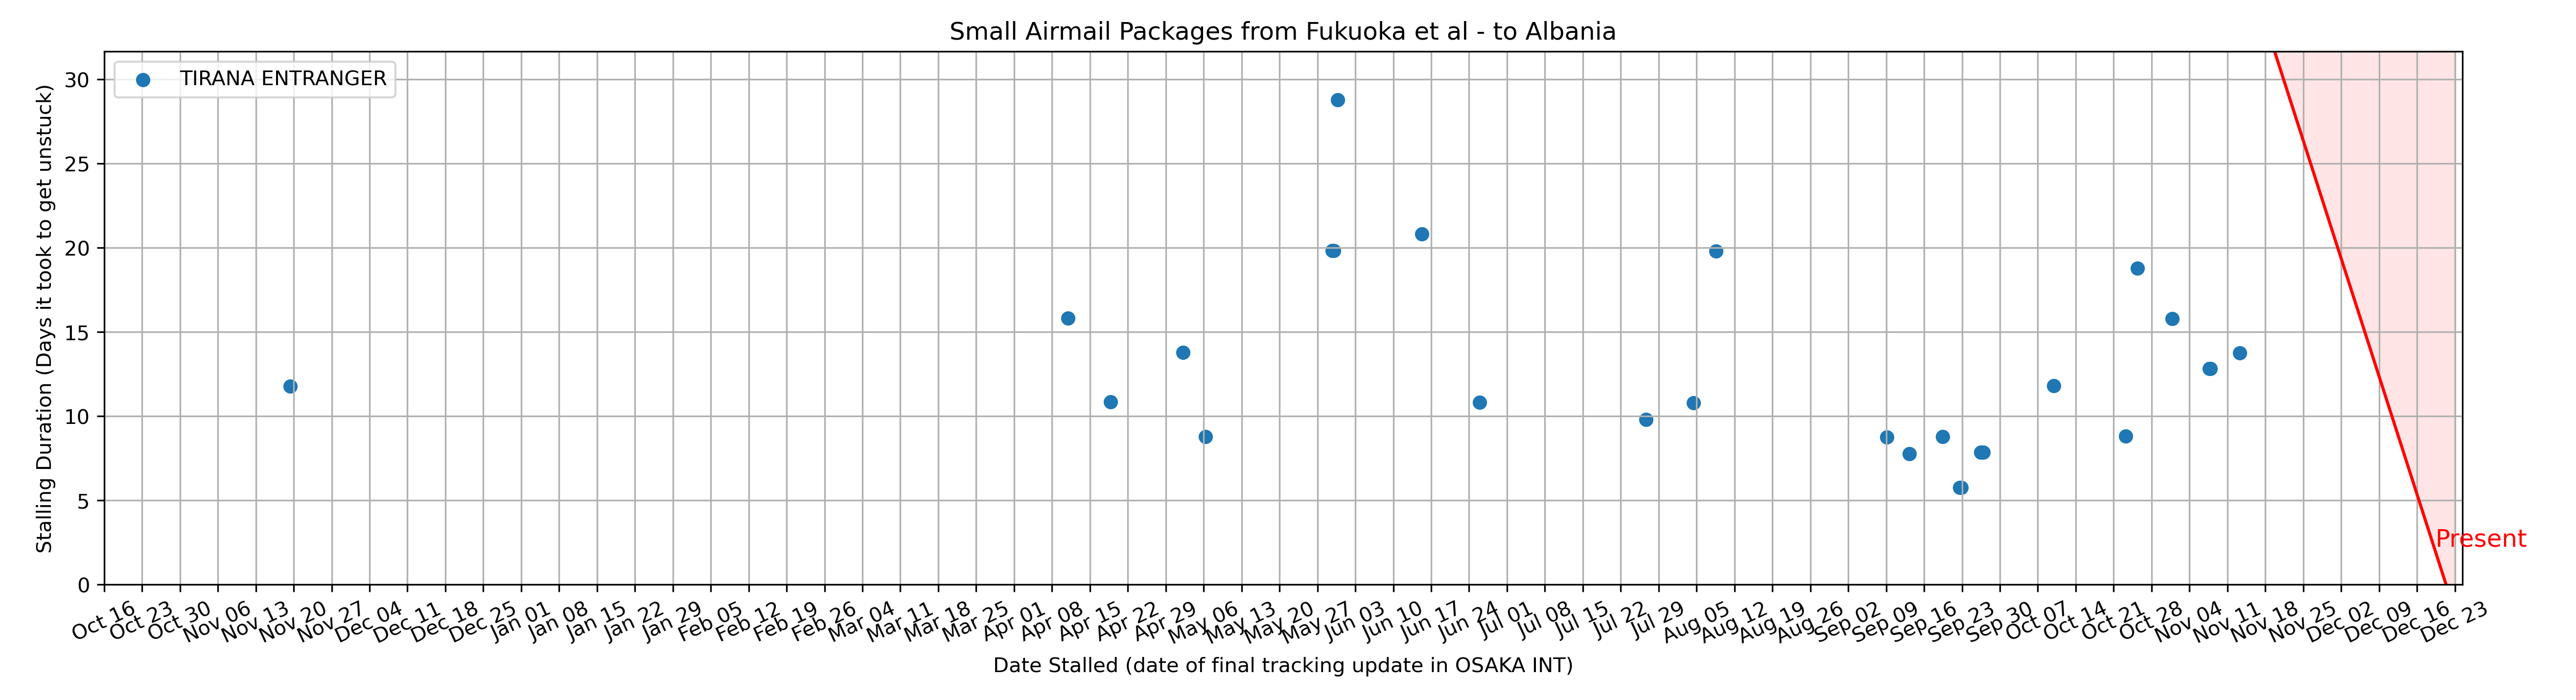 Small Airmail Packages from Fukuoka et al - to Albania
TIRANA ENTRANGER
Stalling Duration (Days it took to get unstuck)
30
25
20
15
10
5
0
Present
Oct 16
Oct 23
Oct 30
Nov 06
Nov 13
Nov 20
Nov 27
Dec 04
Dec 11
Dec 18
Dec 25
Jan 01
Jan 08
Jan 15
Jan 22
Jan 29
Feb 05
Feb 12
Feb 19
Feb 26
Mar 04
Mar 11
Mar 18
Mar 25
Apr 01
Apr 08
Apr 15
Apr 22
Apr 29
May 06
May 13
May 20
May 27
Jun 03
Jun 10
Jun 17
Jun 24
Jul 01
Jul 08
Jul 15
Jul 22
Jul 29
Aug 05
Aug 12
Aug 19
Aug 26
Sep 02
Sep 09
Sep 16
Sep 23
Sep 30
Oct 07
Oct 14
Oct 21
Oct 28
Nov 04
Nov 11
Nov 18
Nov 25
Dec 02
Dec 09
Dec 16
Dec 23
Date Stalled (date of final tracking update in OSAKA INT)